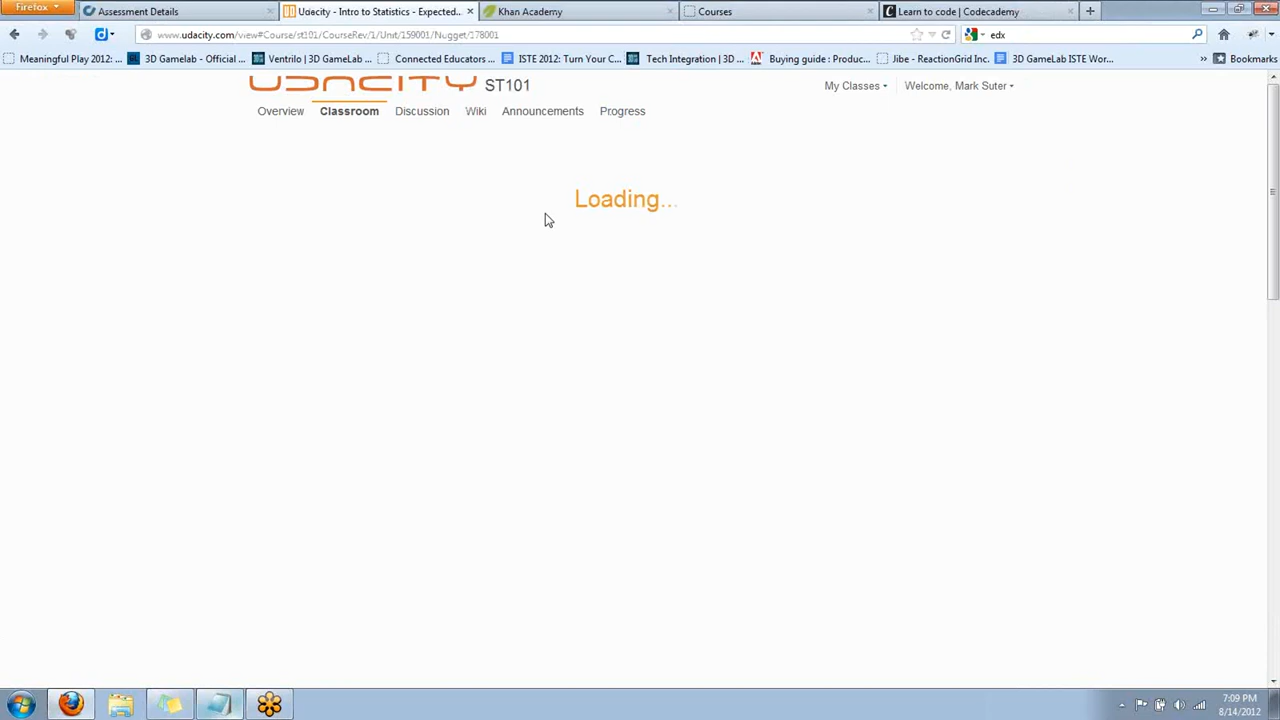 Firefox
Assessment Details
Udacity - Intro to Statistics - Expected...
Khan Academy
Courses
Learn to code | Codecademy
www.udacity.com/view#Course/st101/CourseRev/1/Unit/159001/Nugget/178001
edx
Meaningful Play 2012: ...
3D Gamelab - Official ...
Ventrilo | 3D GameLab ...
Connected Educators ...
ISTE 2012: Turn Your C...
Tech Integration | 3D ...
Buying guide : Produc...
Jibe - ReactionGrid Inc.
3D GameLab ISTE Wor...
» Bookmarks
UDACITY ST101
My Classes
Welcome, Mark Suter
Overview
Classroom
Discussion
Wiki
Announcements
Progress
Loading...
7:09 PM
8/14/2012